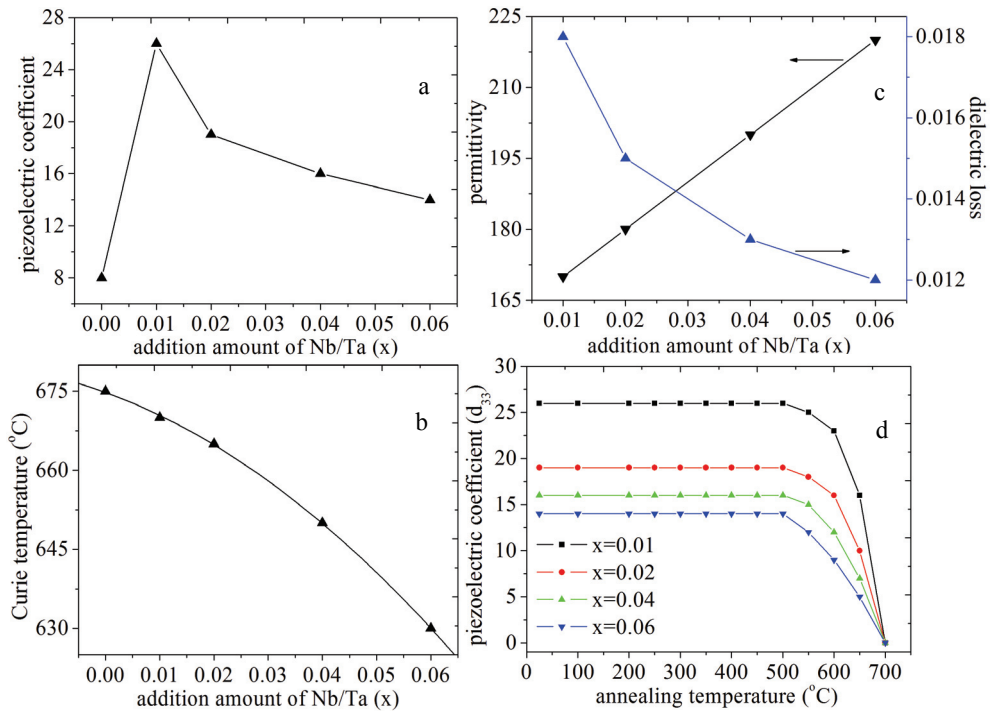 28
24
20
16
12
8
piezoelectric coefficient
a
0.00 0.01 0.02 0.03 0.04 0.05 0.06
addition amount of Nb/Ta (x)
225
210
195
180
165
permittivity
c
0.018
0.016
0.014
0.012
dielectric loss
0.01 0.02 0.03 0.04 0.05 0.06
addition amount of Nb/Ta (x)
675
660
645
630
Curie temperature (°C)
b
0.00 0.01 0.02 0.03 0.04 0.05 0.06
addition amount of Nb/Ta (x)
30
25
20
15
10
5
0
piezoelectric coefficient (d33)
d
x=0.01
x=0.02
x=0.04
x=0.06
0 100 200 300 400 500 600 700
annealing temperature (°C)